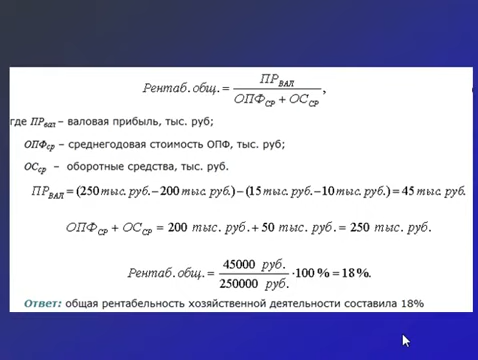 Рентаб.общ. = ПР_ВАЛ / (ОПФ_СР + ОС_СР),
где ПР_вал – валовая прибыль, тыс. руб;
ОПФ_ср – среднегодовая стоимость ОПФ, тыс. руб;
ОС_ср – оборотные средства, тыс. руб.
ПР_ВАЛ = (250 тыс. руб. − 200 тыс. руб.) − (15 тыс. руб. − 10 тыс. руб.) = 45 тыс. руб.
ОПФ_СР + ОС_СР = 200 тыс. руб. + 50 тыс. руб. = 250 тыс. руб.
Рентаб.общ. = 45000 руб. / 250000 руб. · 100% = 18%.
Ответ: общая рентабельность хозяйственной деятельности составила 18%